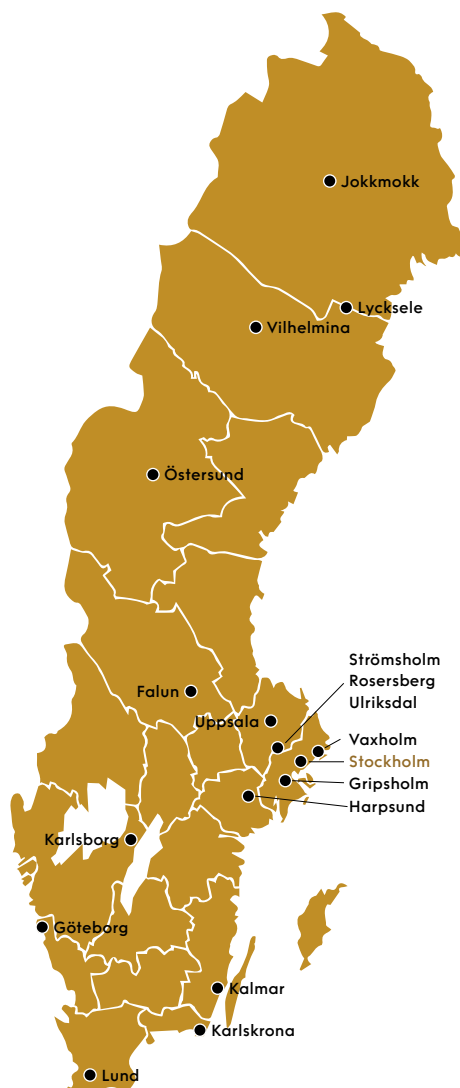 Jokkmokk
Lycksele
Vilhelmina
Östersund
Strömsholm
Rosersberg
Ulriksdal
Falun
Uppsala
Vaxholm
Stockholm
Gripsholm
Harpsund
Karlsborg
Göteborg
Kalmar
Karlskrona
Lund